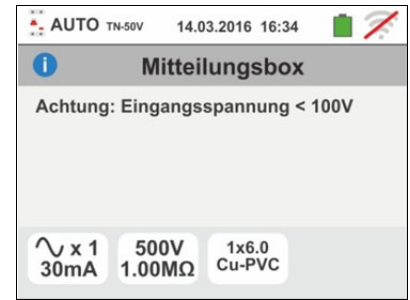 AUTO TN-50V 14.03.2016 16:34
Mitteilungsbox
Achtung: Eingangsspannung < 100V
x 1 500V 1x6.0
30mA 1.00MΩ Cu-PVC